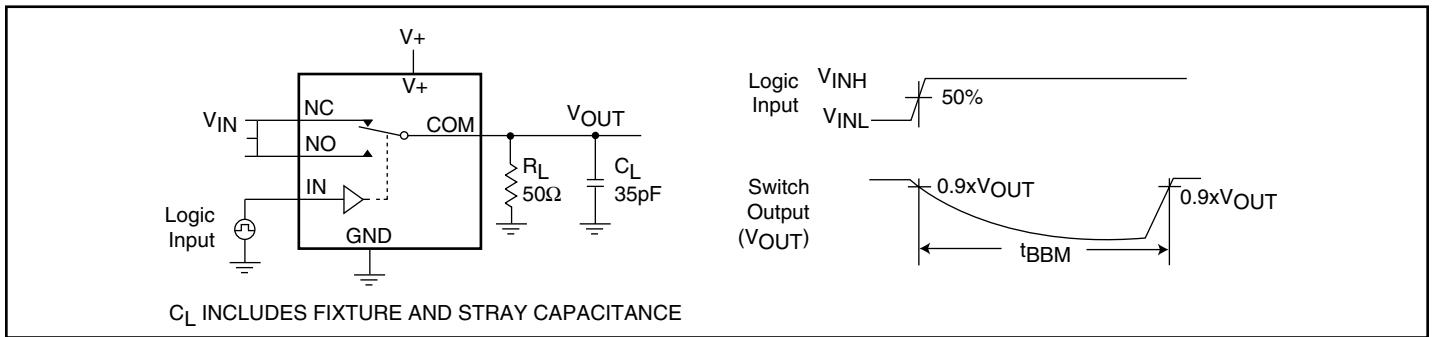 V+
V+
NC
VIN
COM
VOUT
NO
RL
50Ω
CL
35pF
IN
Logic
Input
GND
CL INCLUDES FIXTURE AND STRAY CAPACITANCE
Logic
Input
VINH
50%
VINL
Switch
Output
(VOUT)
0.9xVOUT
0.9xVOUT
tBBM